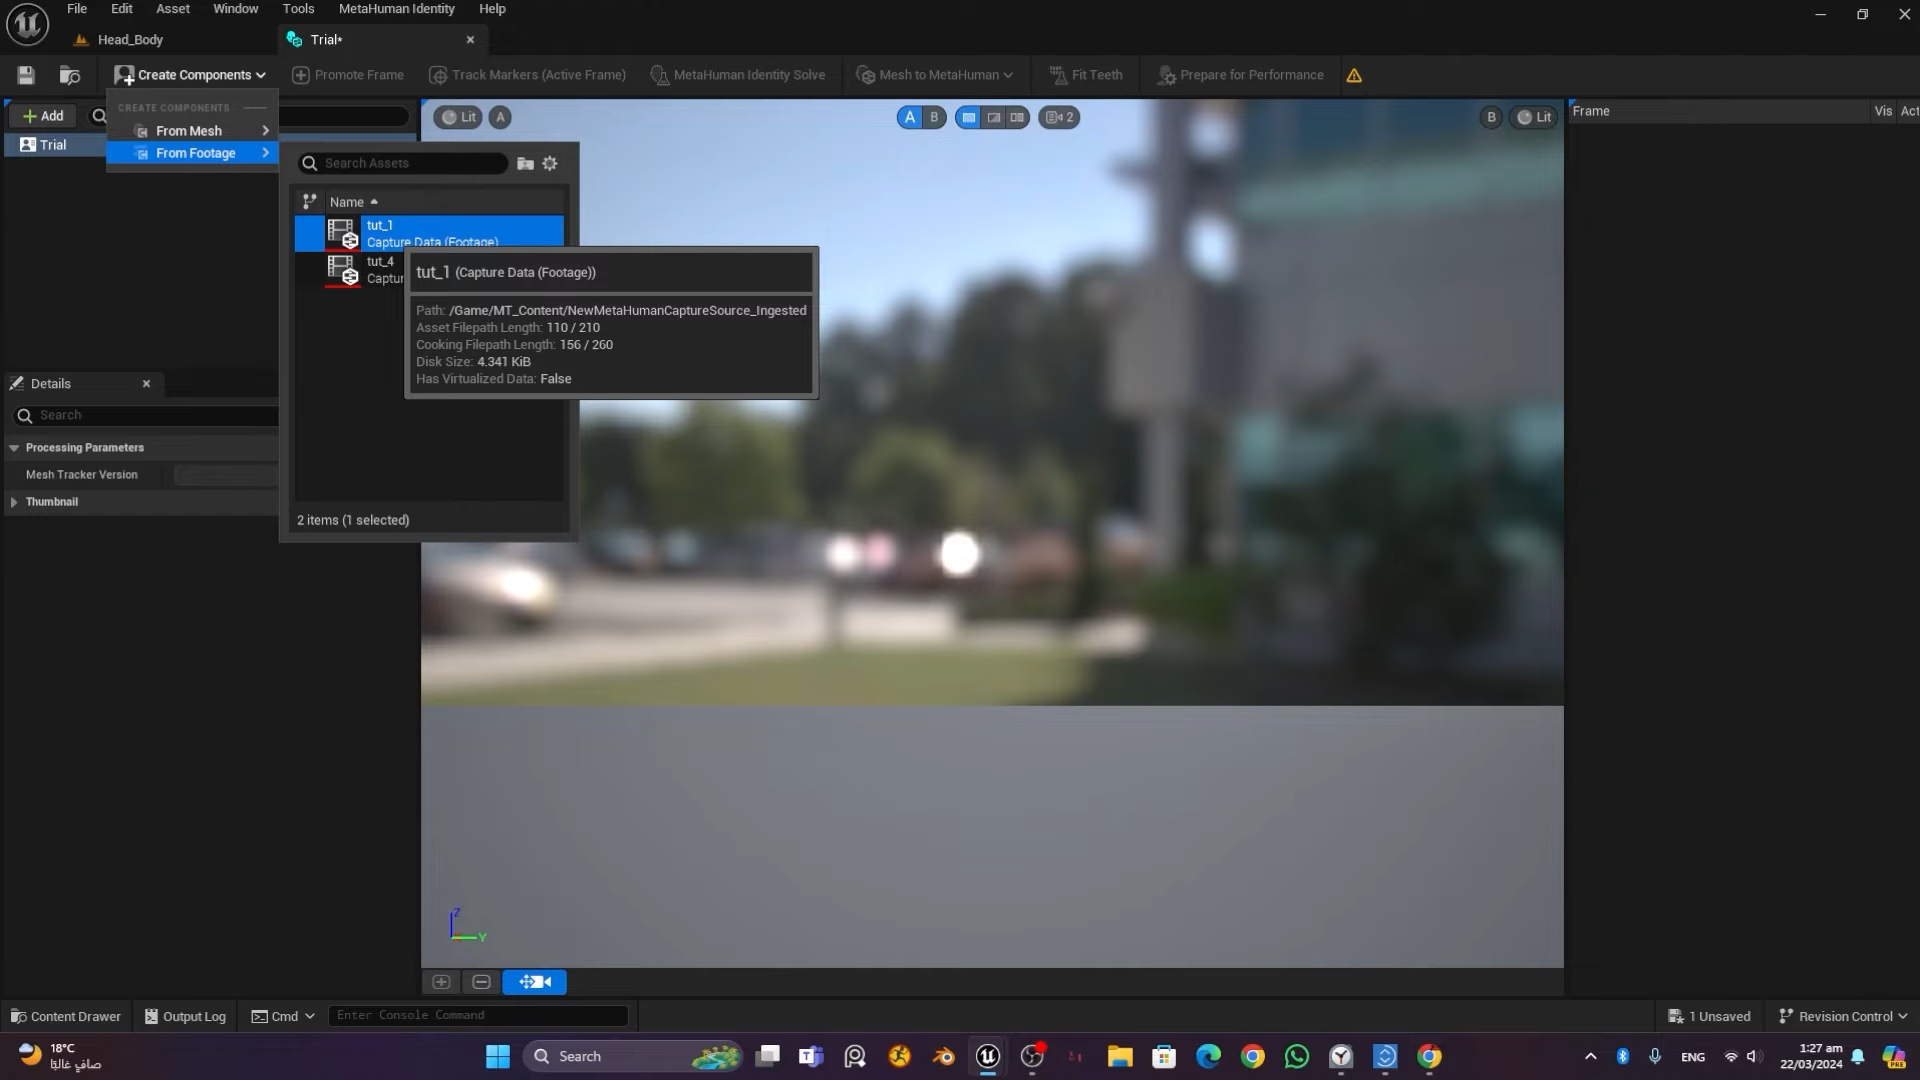 File Edit Asset Window Tools MetaHuman Identity Help
Head_Body
Trial*
Create Components
Promote Frame
Track Markers (Active Frame)
MetaHuman Identity Solve
Mesh to MetaHuman
Fit Teeth
Prepare for Performance
Add
CREATE COMPONENTS
From Mesh
From Footage
Trial
Lit
A
A B
2
B
Lit
Frame
Vis
Act
Search Assets
Name
tut_1
Capture Data (Footage)
tut_4
Captur
tut_1 (Capture Data (Footage))
Path: /Game/MT_Content/NewMetaHumanCaptureSource_Ingested
Asset Filepath Length: 110 / 210
Cooking Filepath Length: 156 / 260
Disk Size: 4.341 KiB
Has Virtualized Data: False
2 items (1 selected)
Details
Search
Processing Parameters
Mesh Tracker Version
Thumbnail
Z
Y
Content Drawer
Output Log
Cmd
Enter Console Command
1 Unsaved
Revision Control
18°C
صافٍ غالبًا
Search
ENG
1:27 am
22/03/2024
PRE